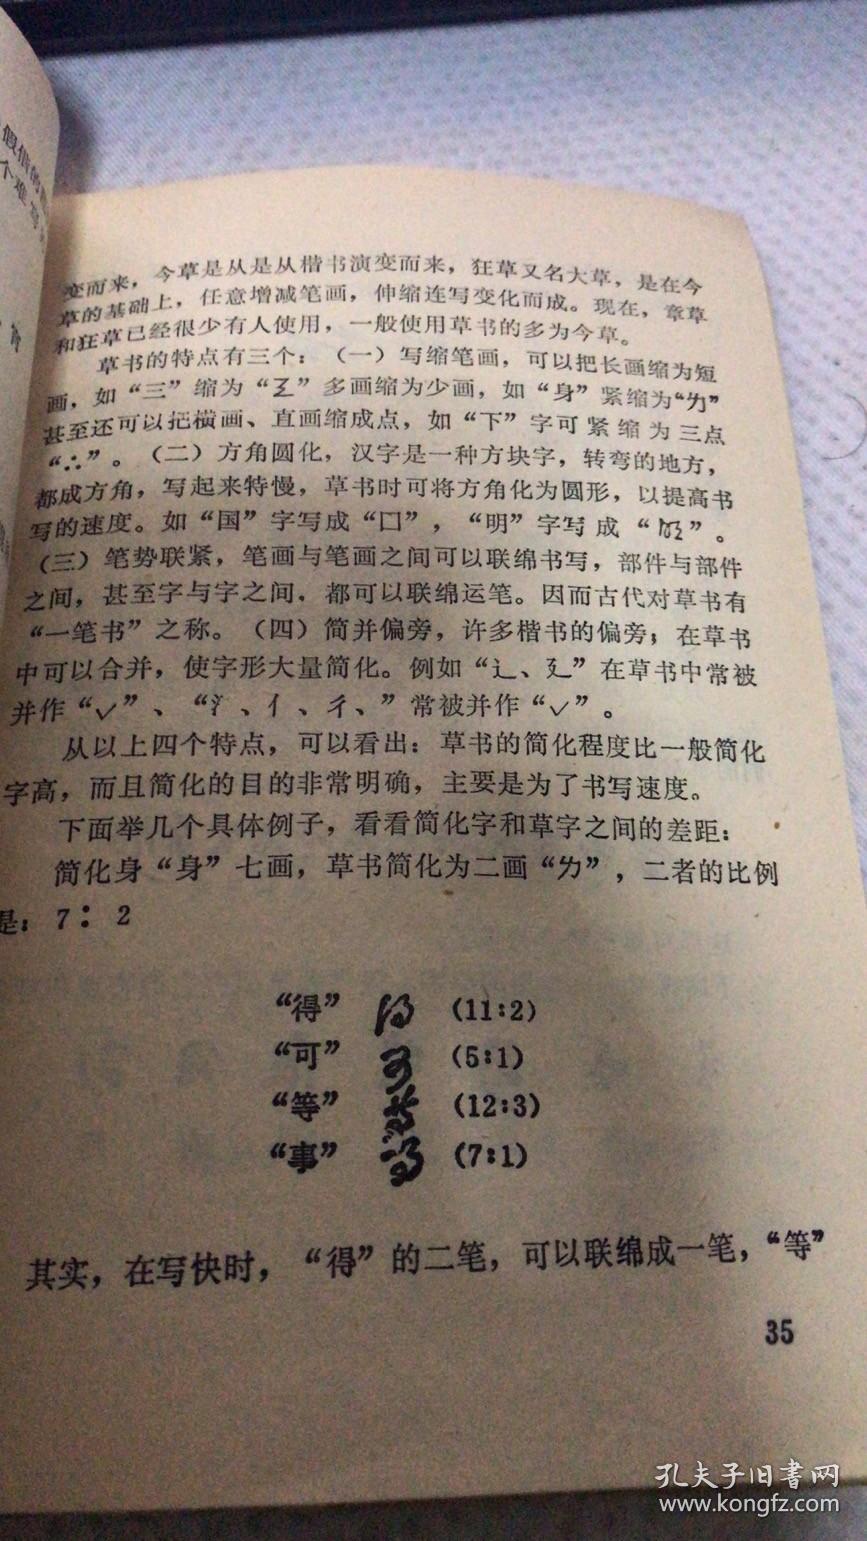 变而来，今草是从是从楷书演变而来，狂草又名大草，是在今
草的基础上，任意增减笔画，伸缩连写变化而成。现在，章草
和狂草已经很少有人使用，一般使用草书的多为今草。
草书的特点有三个：（一）写缩笔画，可以把长画缩为短
画，如“三”缩为“”多画缩为少画，如“身”紧缩为“”
甚至还可以把横画、直画缩成点，如“下”字可紧缩为三点
“∴”。（二）方角圆化，汉字是一种方块字，转弯的地方，
都成方角，写起来特慢，草书时可将方角化为圆形，以提高书
写的速度。如“国”字写成“囗”，“明”字写成“”。
（三）笔势联紧，笔画与笔画之间可以联绵书写，部件与部件
之间，甚至字与字之间．都可以联绵运笔。因而古代对草书有
“一笔书”之称。（四）简并偏旁，许多楷书的偏旁；在草书
中可以合并，使字形大量简化。例如“辶、廴”在草书中常被
并作“✓”、“氵、亻、彳、”常被并作“✓”。
从以上四个特点，可以看出：草书的简化程度比一般简化
字高，而且简化的目的非常明确，主要是为了书写速度。
下面举几个具体例子，看看简化字和草字之间的差距：
简化身“身”七画，草书简化为二画“”，二者的比例
是：7：2
“得” (11:2)
“可” (5:1)
“等” (12:3)
“事” (7:1)
其实，在写快时，“得”的二笔，可以联绵成一笔，“等”
35
孔夫子旧書网
www.kongfz.com